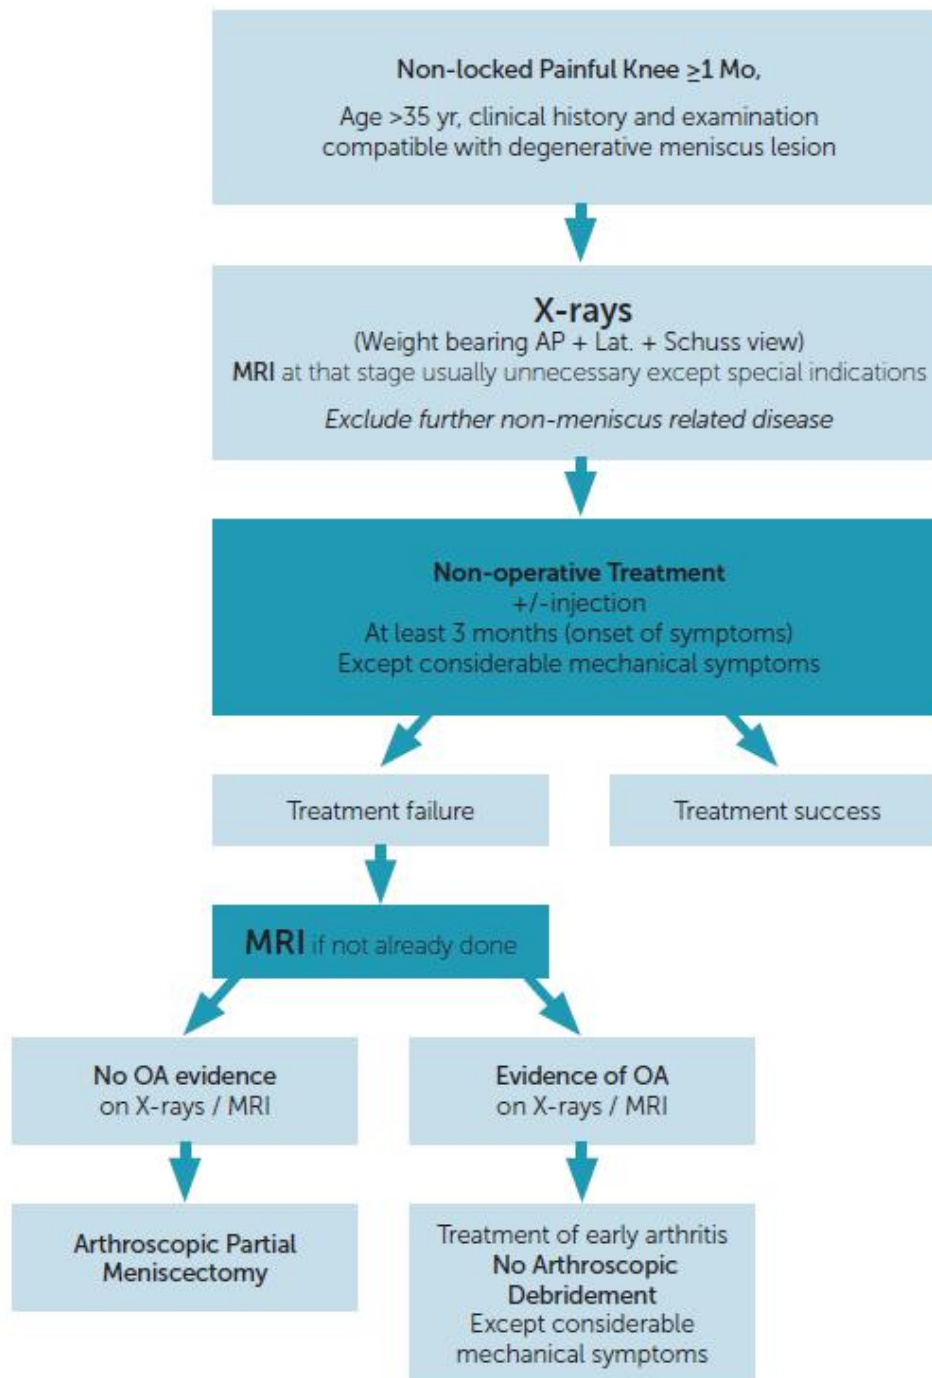 Non-locked Painful Knee ≥1 Mo,
Age >35 yr, clinical history and examination
compatible with degenerative meniscus lesion
X-rays
(Weight bearing AP + Lat. + Schuss view)
MRI at that stage usually unnecessary except special indications
Exclude further non-meniscus related disease
Non-operative Treatment
+/-injection
At least 3 months (onset of symptoms)
Except considerable mechanical symptoms
Treatment failure
Treatment success
MRI if not already done
No OA evidence
on X-rays / MRI
Evidence of OA
on X-rays / MRI
Arthroscopic Partial
Meniscectomy
Treatment of early arthritis
No Arthroscopic
Debridement
Except considerable
mechanical symptoms